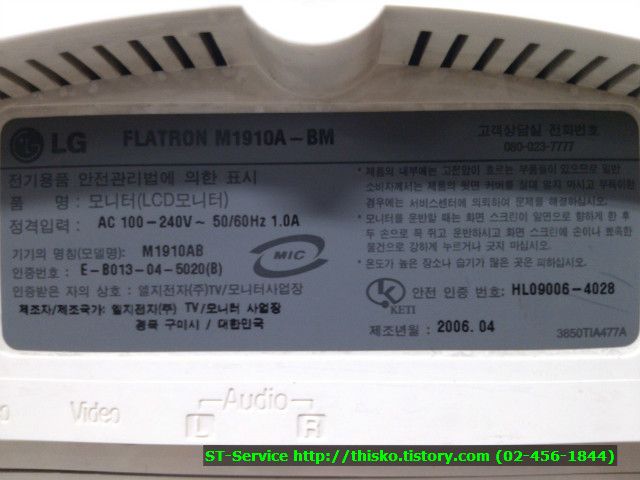 LG FLATRON M1910A-BM
고객상담실 전화번호
080-023-7777
전기용품 안전관리법에 의한 표시
품 명 : 모니터(LCD모니터)
정격입력 : AC 100-240V~ 50/60Hz 1.0A
기기의 명칭(모델명): M1910AB
인증번호 : E-B013-04-5020(B)
인증받은 자의 상호 : 엘지전자(주)TV/모니터사업장
제조자/제조국가: 엘지전자(주) TV/모니터 사업장
경북 구미시 / 대한민국
MIC
* 제품의 내부에는 고전압이 흐르는 부품들이 있으므로 일반
소비자께서는 제품의 뒷면 커버를 절대 열지 마시고 부득이한
경우에는 서비스센터에 의뢰하여 문제를 해결하십시오.
* 모니터를 운반할 때는 화면 스크린이 앞면으로 향하게 한 후
두 손으로 꼭 쥐고 운반하십시오. 화면 스크린에 손이나 뾰족한
물건으로 강하게 누르거나 긋지 마십시오.
* 온도가 높은 장소나 습기가 많은 곳은 피하십시오.
KETI
안전 인증 번호: HL09006-4028
제조년월 : 2006. 04
3850TIA477A
Video
Audio
L R
ST-Service http://thisko.tistory.com (02-456-1844)